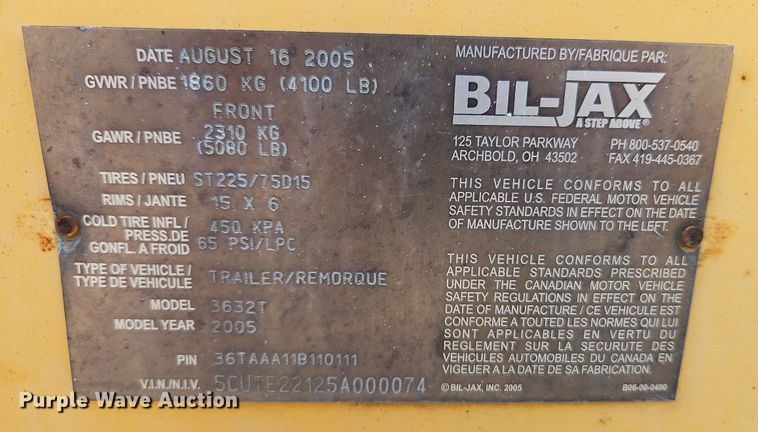 DATE AUGUST 16 2005
GVWR / PNBE 1860 KG (4100 LB)
FRONT
GAWR / PNBE 2310 KG
(5080 LB)
TIRES / PNEU ST225/75D15
RIMS / JANTE 15 X 6
COLD TIRE INFL /
PRESS.DE 450 KPA
GONFL. A FROID 65 PSI/LPC
TYPE OF VEHICLE /
TYPE DE VEHICULE TRAILER/REMORQUE
MODEL 3632T
MODEL YEAR 2005
PIN 36TAAA11B110111
V.I.N./N.I.V. 5CUTE22125A000074
MANUFACTURED BY/FABRIQUE PAR:
BIL-JAX
A STEP ABOVE®
125 TAYLOR PARKWAY PH 800-537-0540
ARCHBOLD, OH 43502 FAX 419-445-0367
THIS VEHICLE CONFORMS TO ALL
APPLICABLE U.S. FEDERAL MOTOR VEHICLE
SAFETY STANDARDS IN EFFECT ON THE DATE
OF MANUFACTURE SHOWN TO THE LEFT.
THIS VEHICLE CONFORMS TO ALL
APPLICABLE STANDARDS PRESCRIBED
UNDER THE CANADIAN MOTOR VEHICLE
SAFETY REGULATIONS IN EFFECT ON THE
DATE OF MANUFACTURE / CE VEHICULE EST
CONFORME A TOUTED LES NORMES QUI LUI
SONT APPLICABLES EN VERTU DU
REGLEMENT SUR LA SECURUTE DES
VEHICULES AUTOMOBILES DU CANADA EN
VIGEUER A LA DATE DE SA FABRICATION.
© BIL-JAX, INC. 2005 B06-00-0490
Purple Wave Auction